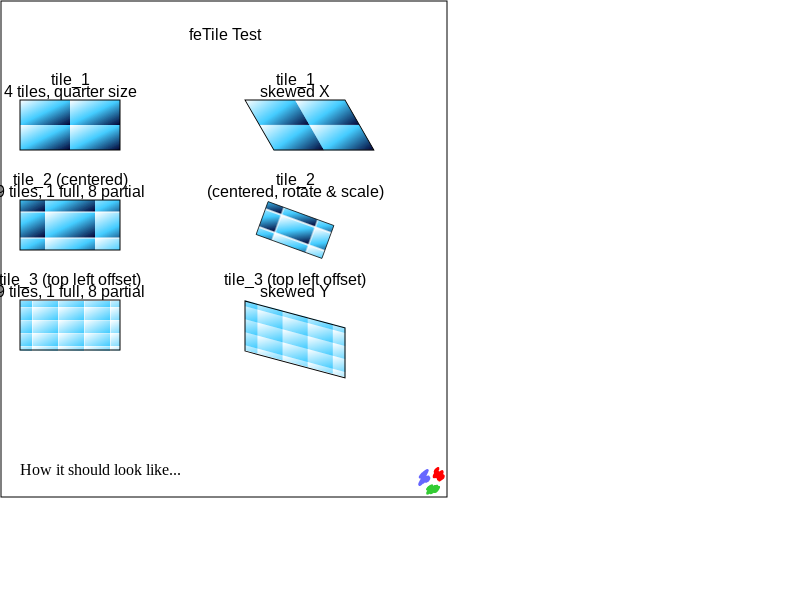 feTile Test
tile_1
4 tiles, quarter size
tile_1
skewed X
tile_2 (centered)
9 tiles, 1 full, 8 partial
tile_2
(centered, rotate & scale)
tile_3 (top left offset)
9 tiles, 1 full, 8 partial
tile_3 (top left offset)
skewed Y
How it should look like...